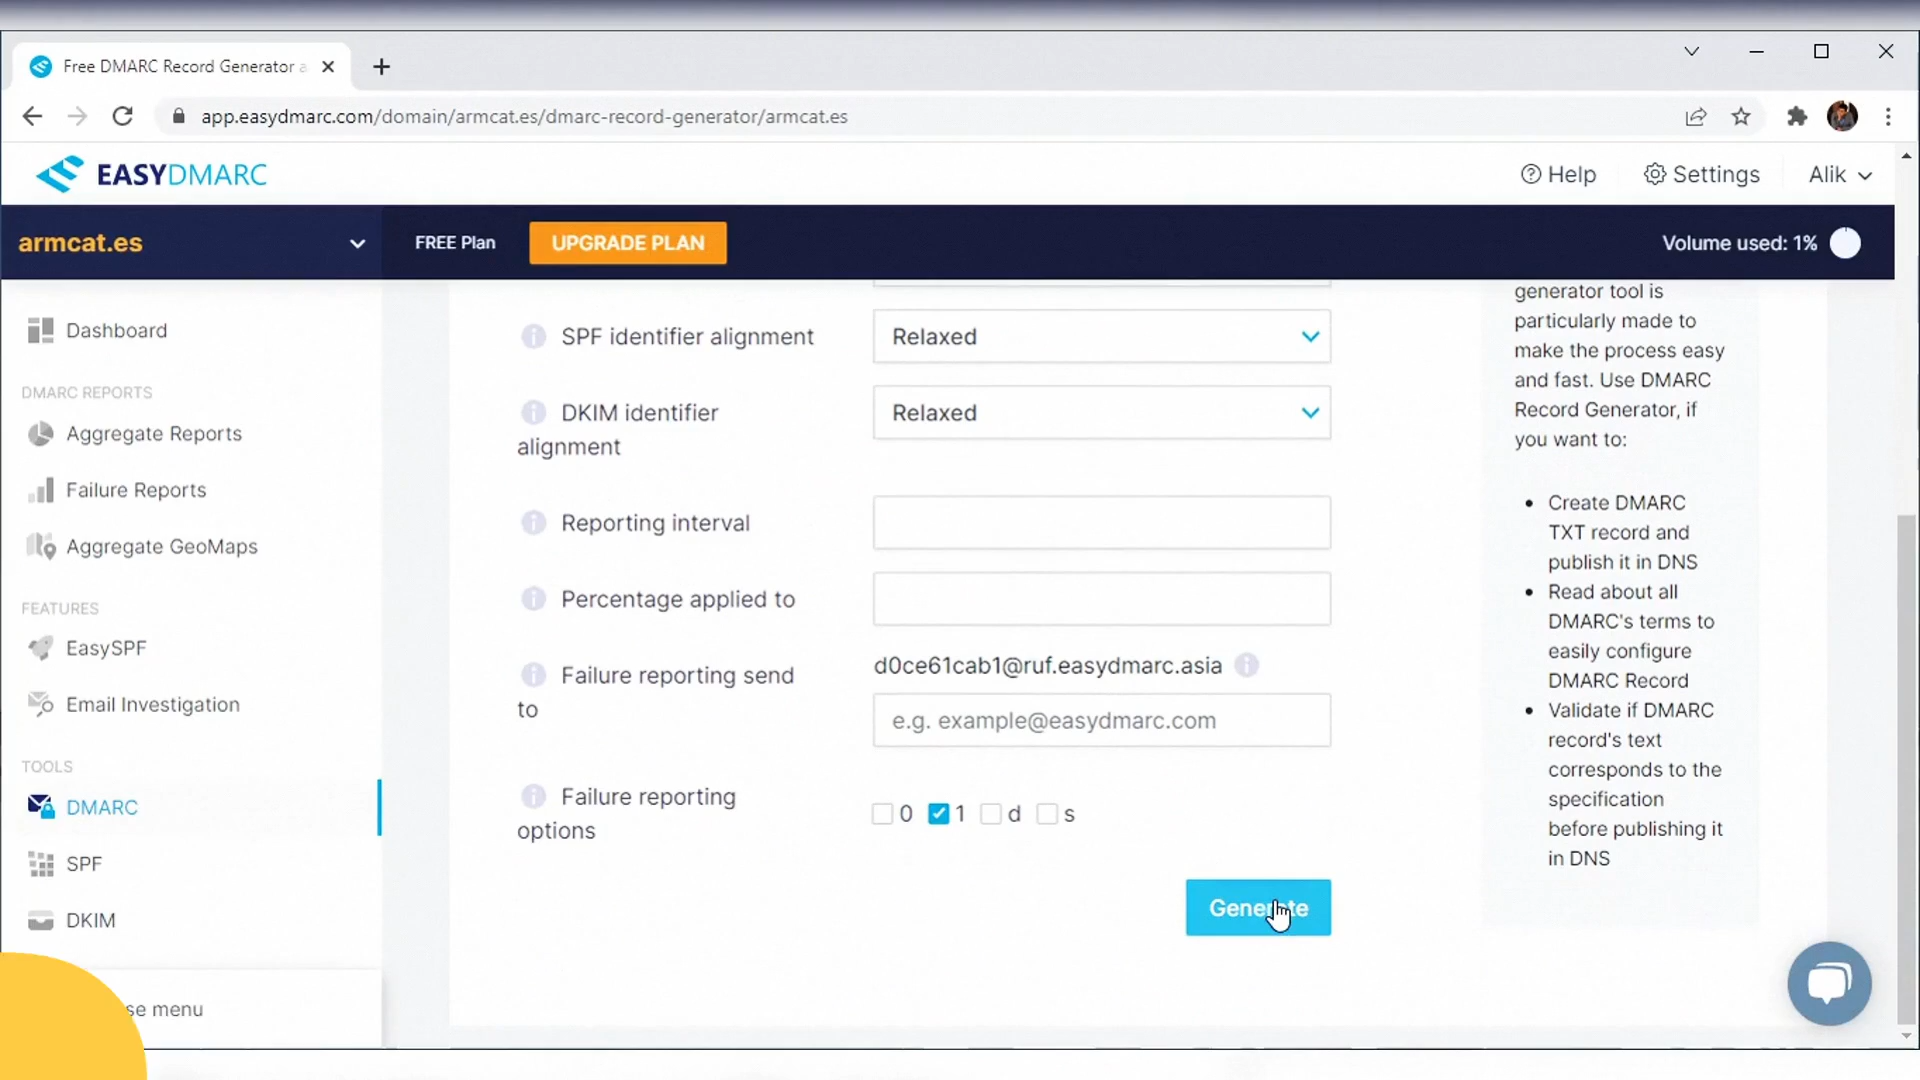 Free DMARC Record Generator a
app.easydmarc.com/domain/armcat.es/dmarc-record-generator/armcat.es
EASYDMARC
Help
Settings
Alik
armcat.es
FREE Plan
UPGRADE PLAN
Volume used: 1%
Dashboard
DMARC REPORTS
Aggregate Reports
Failure Reports
Aggregate GeoMaps
FEATURES
EasySPF
Email Investigation
TOOLS
DMARC
SPF
DKIM
se menu
SPF identifier alignment
Relaxed
DKIM identifier
alignment
Relaxed
Reporting interval
Percentage applied to
Failure reporting send
to
d0ce61cab1@ruf.easydmarc.asia
e.g. example@easydmarc.com
Failure reporting
options
0 1 d s
Generate
generator tool is
particularly made to
make the process easy
and fast. Use DMARC
Record Generator, if
you want to:
• Create DMARC
TXT record and
publish it in DNS
• Read about all
DMARC's terms to
easily configure
DMARC Record
• Validate if DMARC
record's text
corresponds to the
specification
before publishing it
in DNS